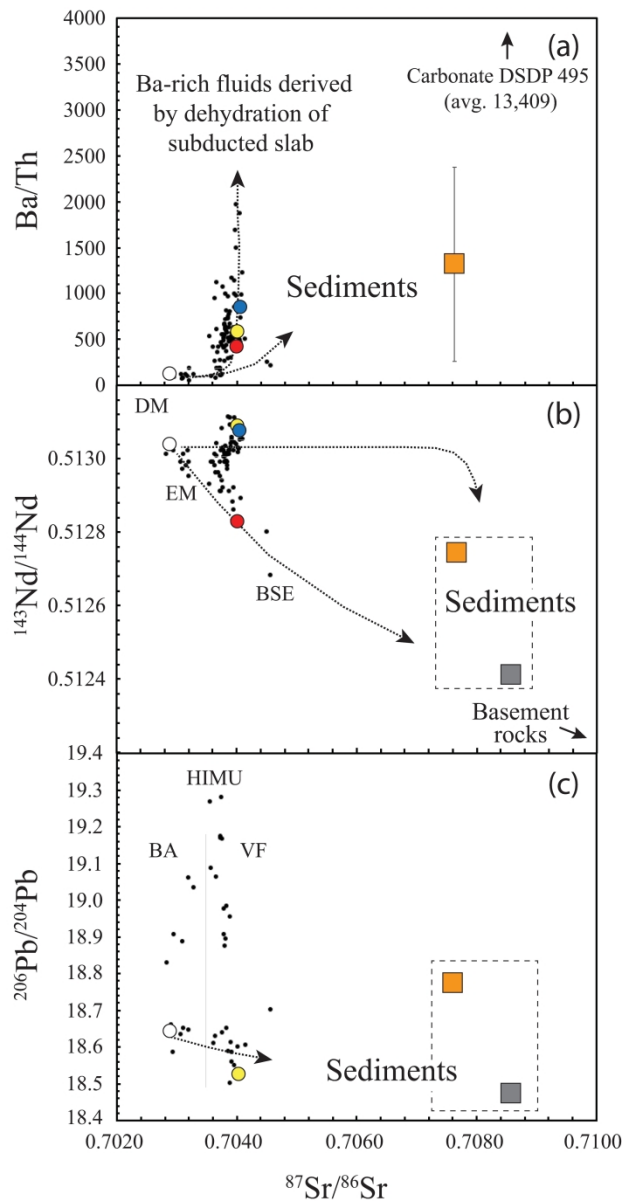 4000
3500
3000
2500
2000
1500
1000
500
0
Ba/Th
(a)
Carbonate DSDP 495
(avg. 13,409)
Ba-rich fluids derived
by dehydration of
subducted slab
Sediments
DM
(b)
0.5130
0.5128
0.5126
0.5124
¹⁴³Nd/¹⁴⁴Nd
EM
BSE
Sediments
Basement
rocks
19.4
19.3
19.2
19.1
19.0
18.9
18.8
18.7
18.6
18.5
18.4
²⁰⁶Pb/²⁰⁴Pb
(c)
HIMU
BA
VF
Sediments
0.7020
0.7040
0.7060
0.7080
0.7100
⁸⁷Sr/⁸⁶Sr